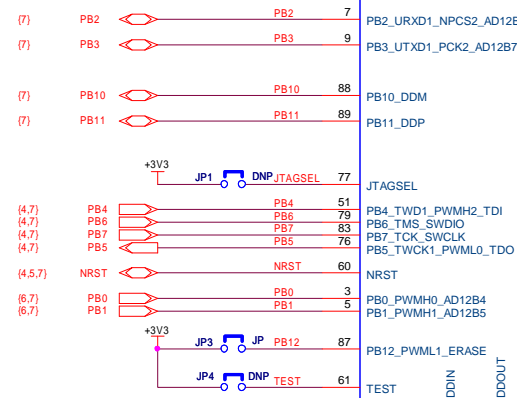 {7} PB2 PB2 7 PB2_URXD1_NPCS2_AD12B
{7} PB3 PB3 9 PB3_UTXD1_PCK2_AD12B7
{7} PB10 PB10 88 PB10_DDM
{7} PB11 PB11 89 PB11_DDP
+3V3
JP1 DNP JTAGSEL 77 JTAGSEL
{4,7} PB4 PB4 51 PB4_TWD1_PWMH2_TDI
{4,7} PB6 PB6 79 PB6_TMS_SWDIO
{4,7} PB7 PB7 83 PB7_TCK_SWCLK
{4,7} PB5 PB5 76 PB5_TWCK1_PWML0_TDO
{4,5,7} NRST NRST 60 NRST
{6,7} PB0 PB0 3 PB0_PWMH0_AD12B4
{6,7} PB1 PB1 5 PB1_PWMH1_AD12B5
+3V3
JP3 JP PB12 87 PB12_PWML1_ERASE
JP4 DNP TEST 61 TEST
DDIN
DDOUT